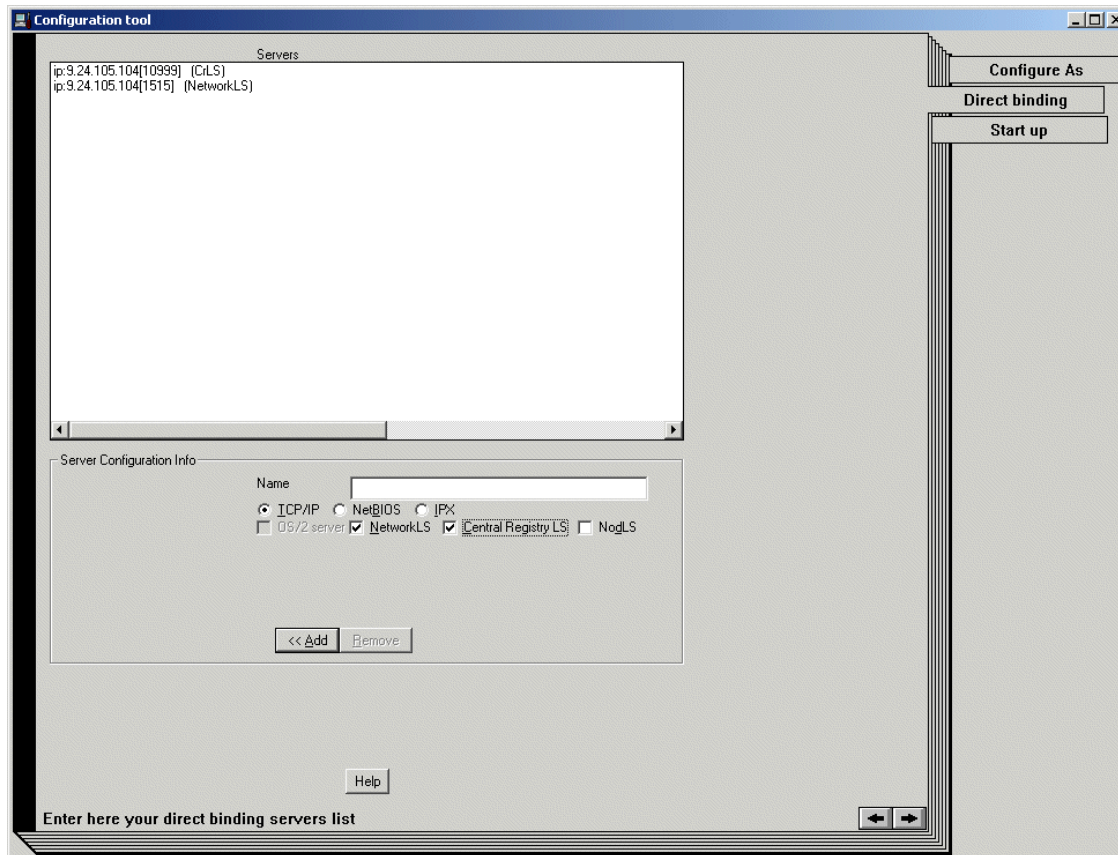 Configuration tool
Servers
ip:9.24.105.104[10999] (CrLS)
ip:9.24.105.104[1515] (NetworkLS)
Configure As
Direct binding
Start up
Server Configuration Info
Name
TCP/IP NetBIOS IPX
OS/2 server NetworkLS Central Registry LS NodLS
<< Add Remove
Help
Enter here your direct binding servers list